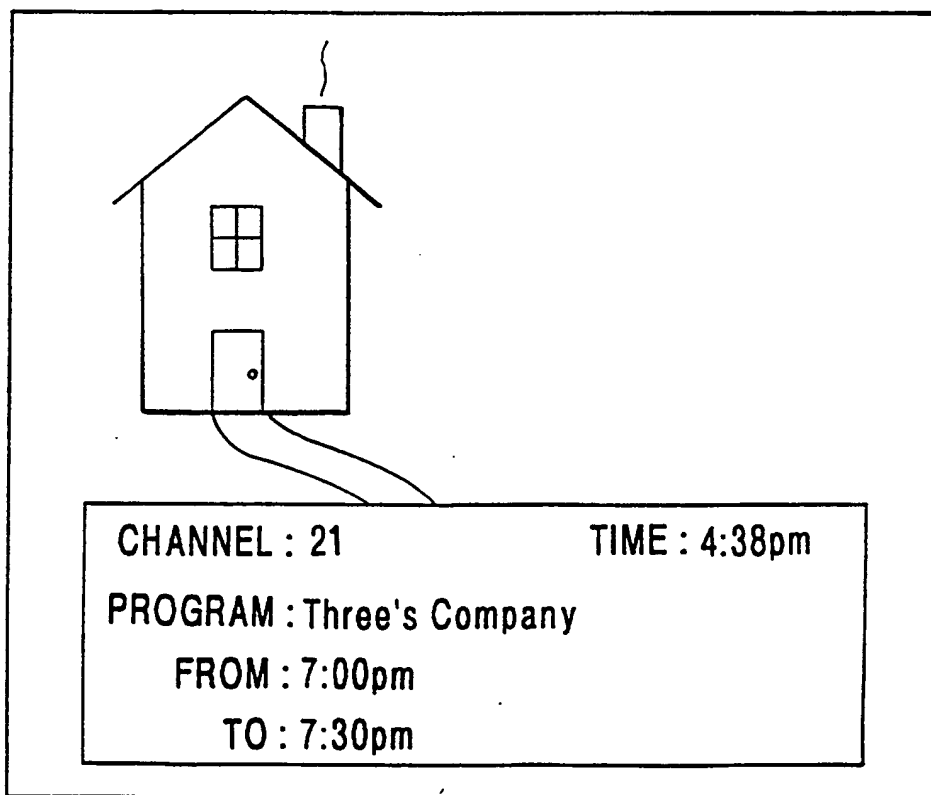 CHANNEL : 21 TIME : 4:38pm
PROGRAM : Three's Company
FROM : 7:00pm
TO : 7:30pm